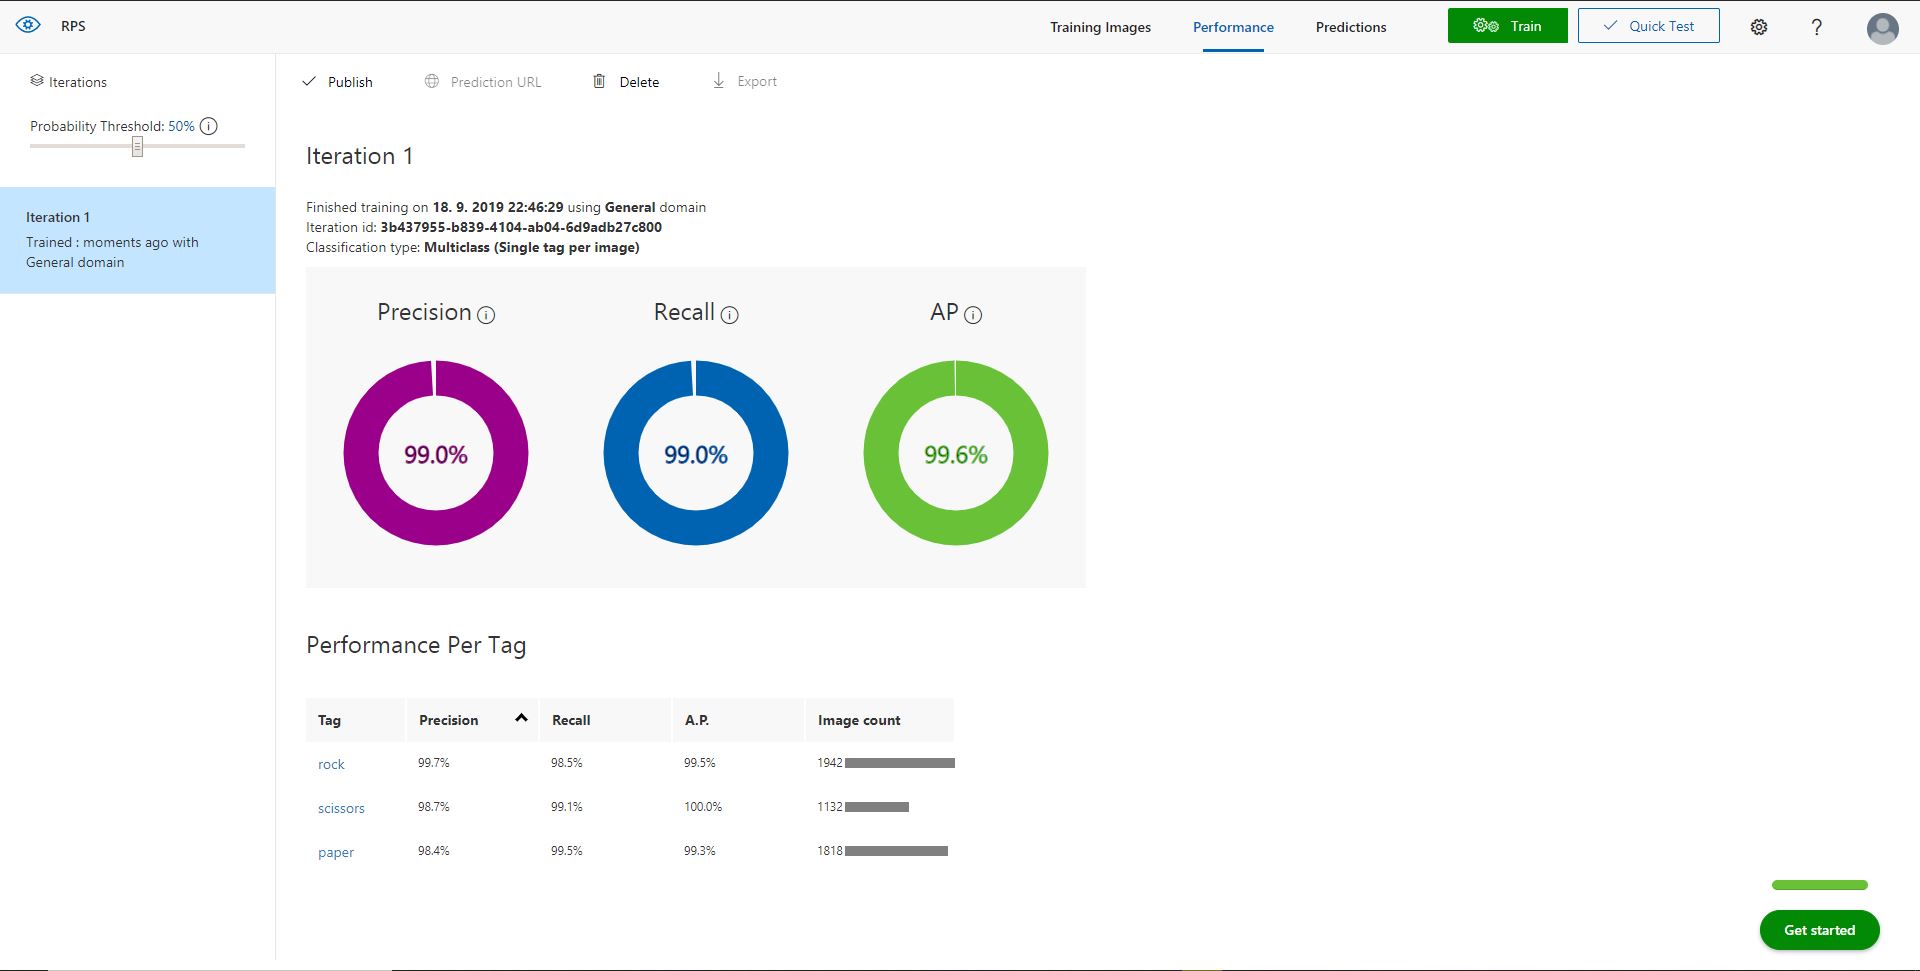 RPS
Training Images
Performance
Predictions
Train
Quick Test
?
Iterations
Probability Threshold: 50%
Iteration 1
Trained : moments ago with
General domain
Publish
Prediction URL
Delete
Export
Iteration 1
Finished training on 18. 9. 2019 22:46:29 using General domain
Iteration id: 3b437955-b839-4104-ab04-6d9adb27c800
Classification type: Multiclass (Single tag per image)
Precision
Recall
AP
99.0%
99.0%
99.6%
Performance Per Tag
Tag Precision Recall A.P. Image count
rock 99.7% 98.5% 99.5% 1942
scissors 98.7% 99.1% 100.0% 1132
paper 98.4% 99.5% 99.3% 1818
Get started